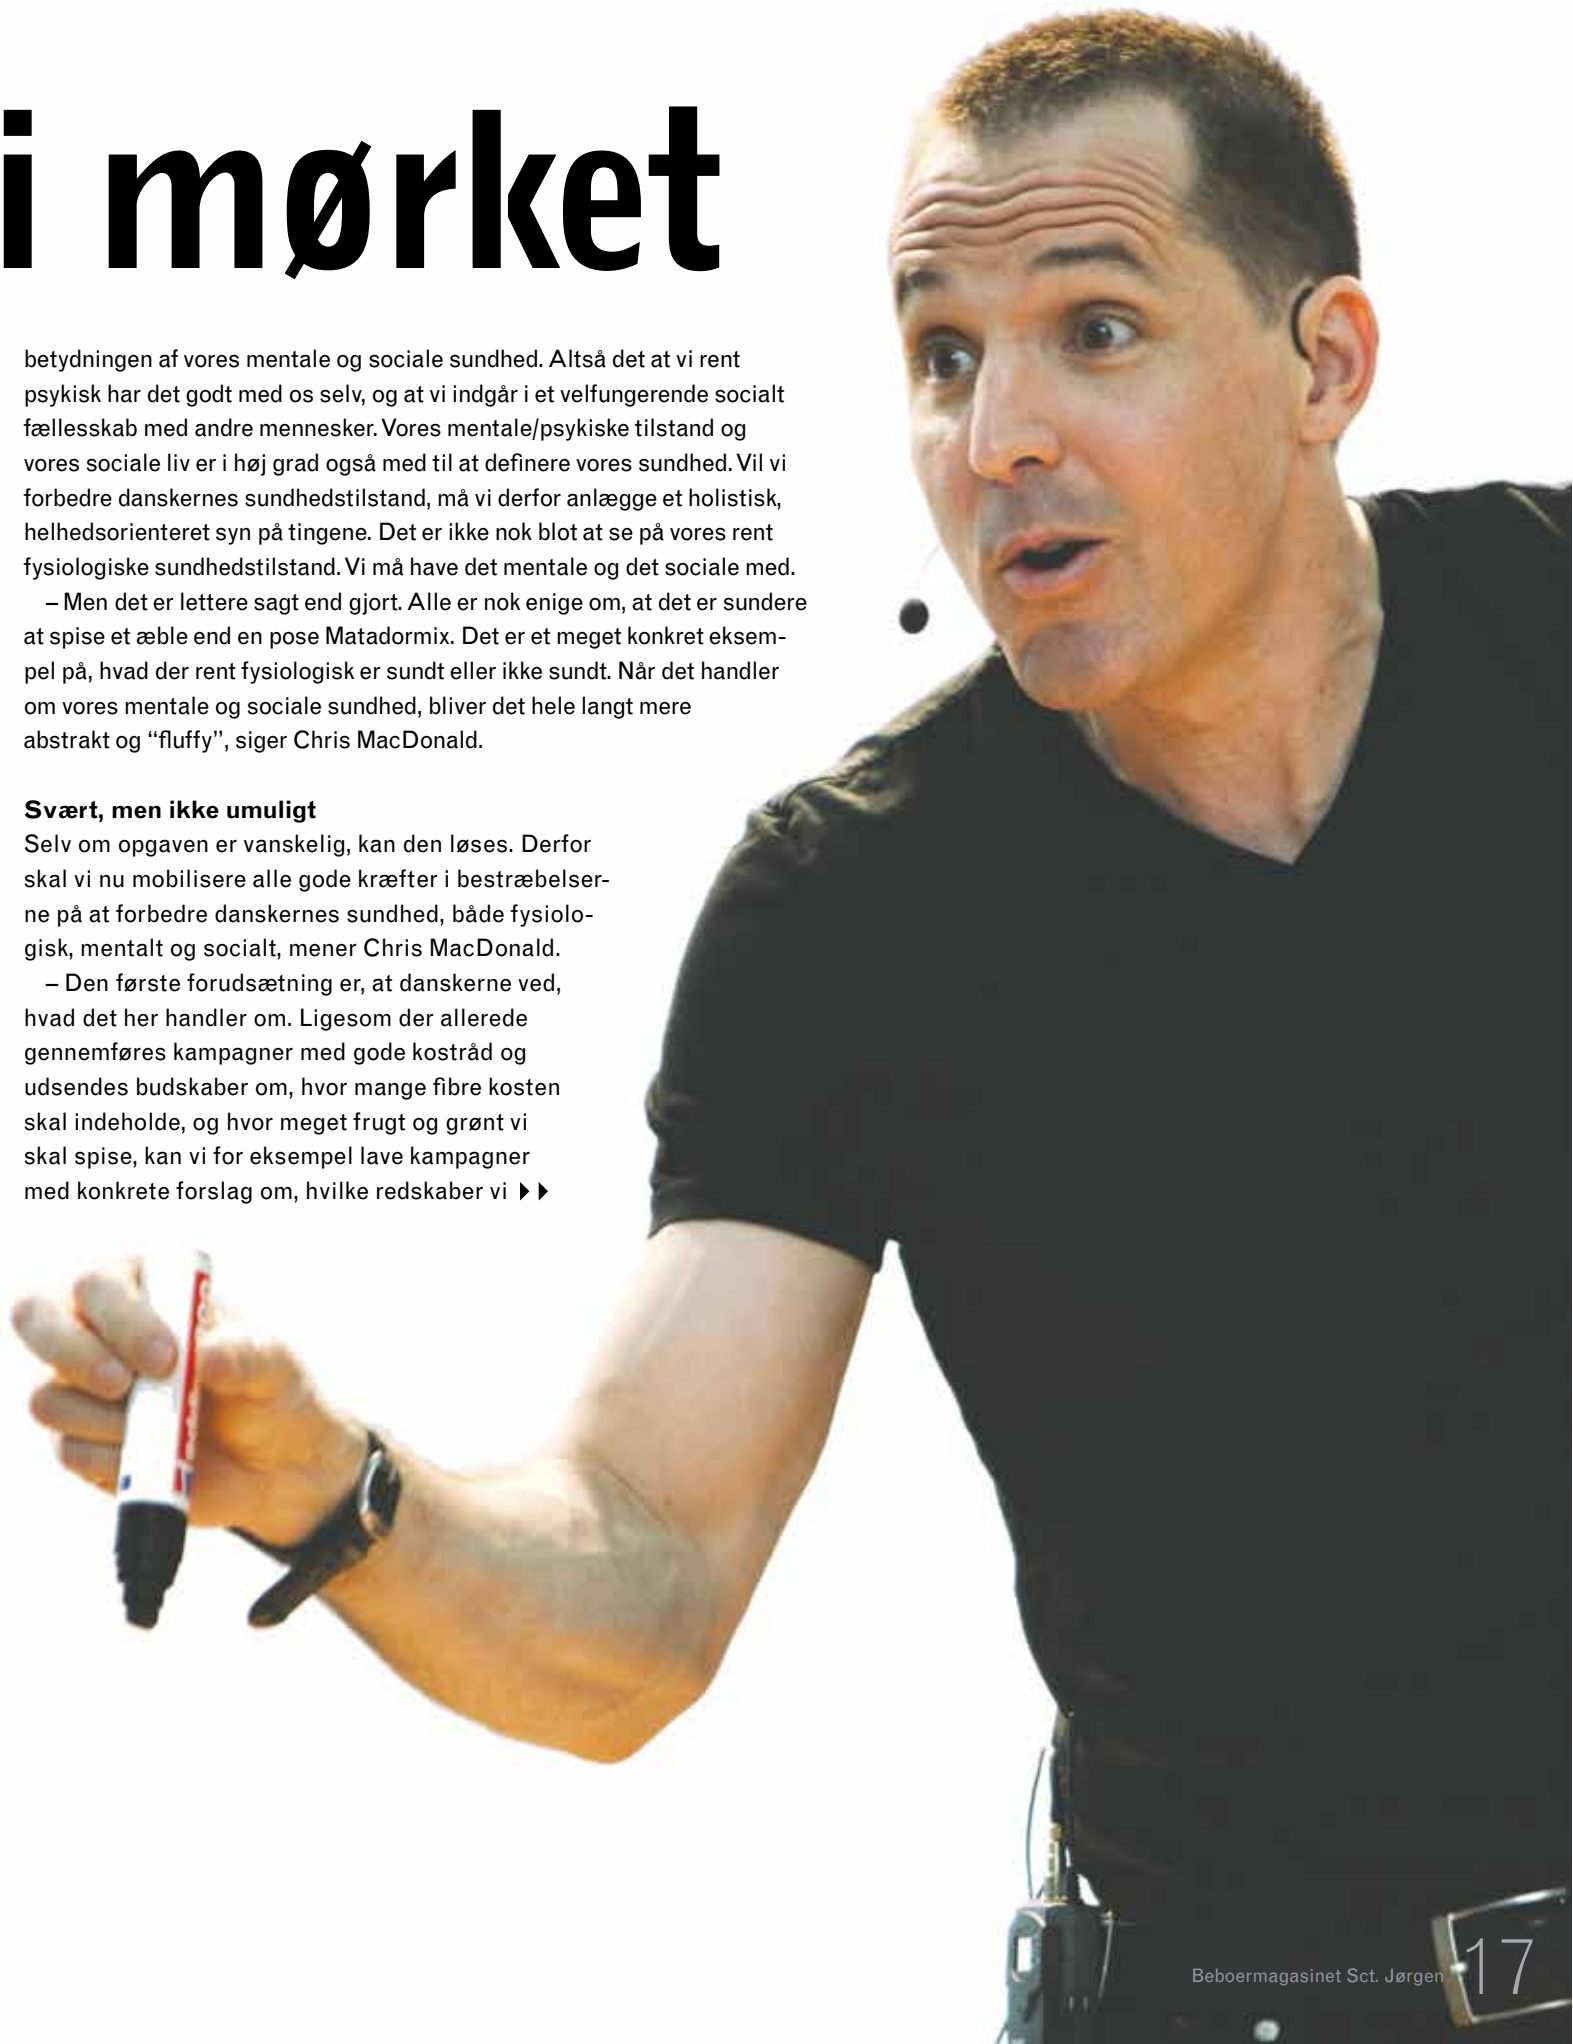 i mørket
betydningen af vores mentale og sociale sundhed. Altså det at vi rent
psykisk har det godt med os selv, og at vi indgår i et velfungerende socialt
fællesskab med andre mennesker. Vores mentale/psykiske tilstand og
vores sociale liv er i høj grad også med til at definere vores sundhed. Vil vi
forbedre danskernes sundhedstilstand, må vi derfor anlægge et holistisk,
helhedsorienteret syn på tingene. Det er ikke nok blot at se på vores rent
fysiologiske sundhedstilstand. Vi må have det mentale og det sociale med.
– Men det er lettere sagt end gjort. Alle er nok enige om, at det er sundere
at spise et æble end en pose Matadormix. Det er et meget konkret eksem-
pel på, hvad der rent fysiologisk er sundt eller ikke sundt. Når det handler
om vores mentale og sociale sundhed, bliver det hele langt mere
abstrakt og “fluffy”, siger Chris MacDonald.
Svært, men ikke umuligt
Selv om opgaven er vanskelig, kan den løses. Derfor
skal vi nu mobilisere alle gode kræfter i bestræbelser-
ne på at forbedre danskernes sundhed, både fysiolo-
gisk, mentalt og socialt, mener Chris MacDonald.
– Den første forudsætning er, at danskerne ved,
hvad det her handler om. Ligesom der allerede
gennemføres kampagner med gode kostråd og
udsendes budskaber om, hvor mange fibre kosten
skal indeholde, og hvor meget frugt og grønt vi
skal spise, kan vi for eksempel lave kampagner
med konkrete forslag om, hvilke redskaber vi
Beboermagasinet Sct. Jørgen 17